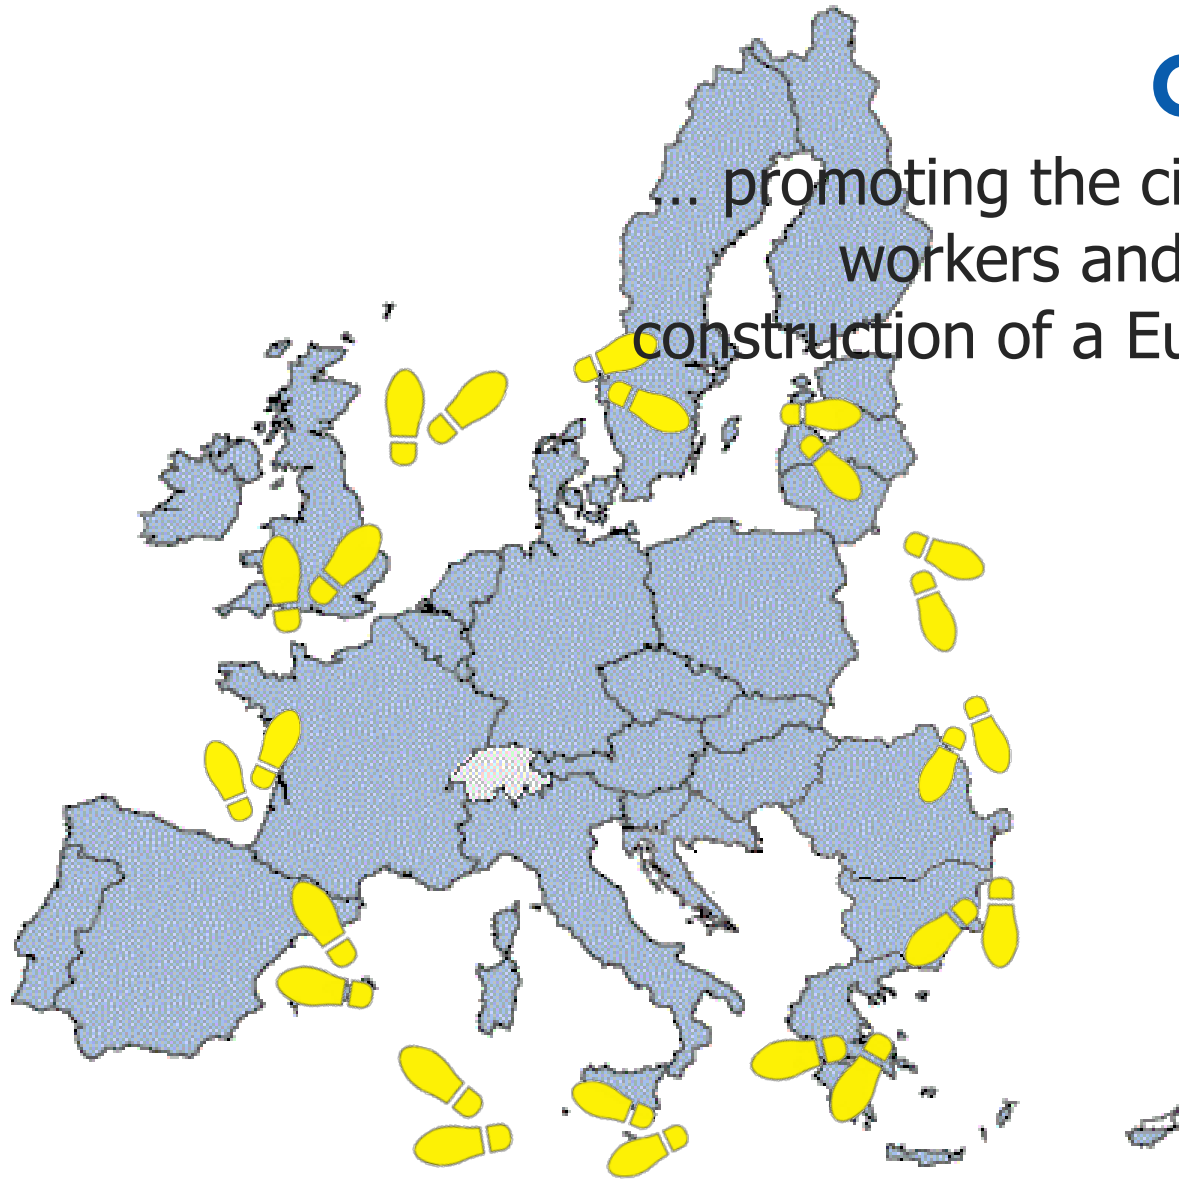 ... promoting the ci
workers and
construction of a Eu